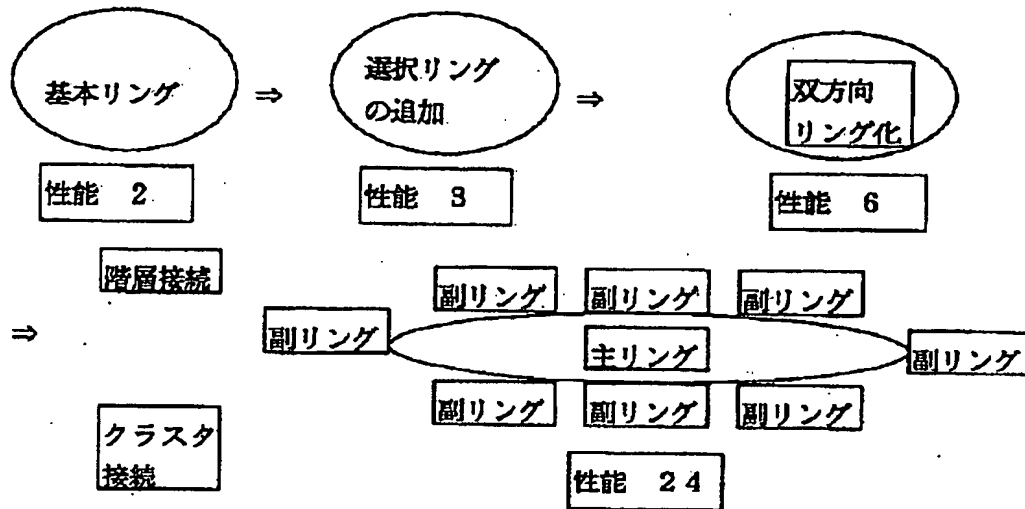 基本リング
⇒
選択リング
の追加
⇒
双方向
リング化
性能 2
性能 3
性能 6
階層接続
⇒
副リング
副リング
副リング
副リング
主リング
副リング
副リング
副リング
副リング
クラスタ
接続
性能 24